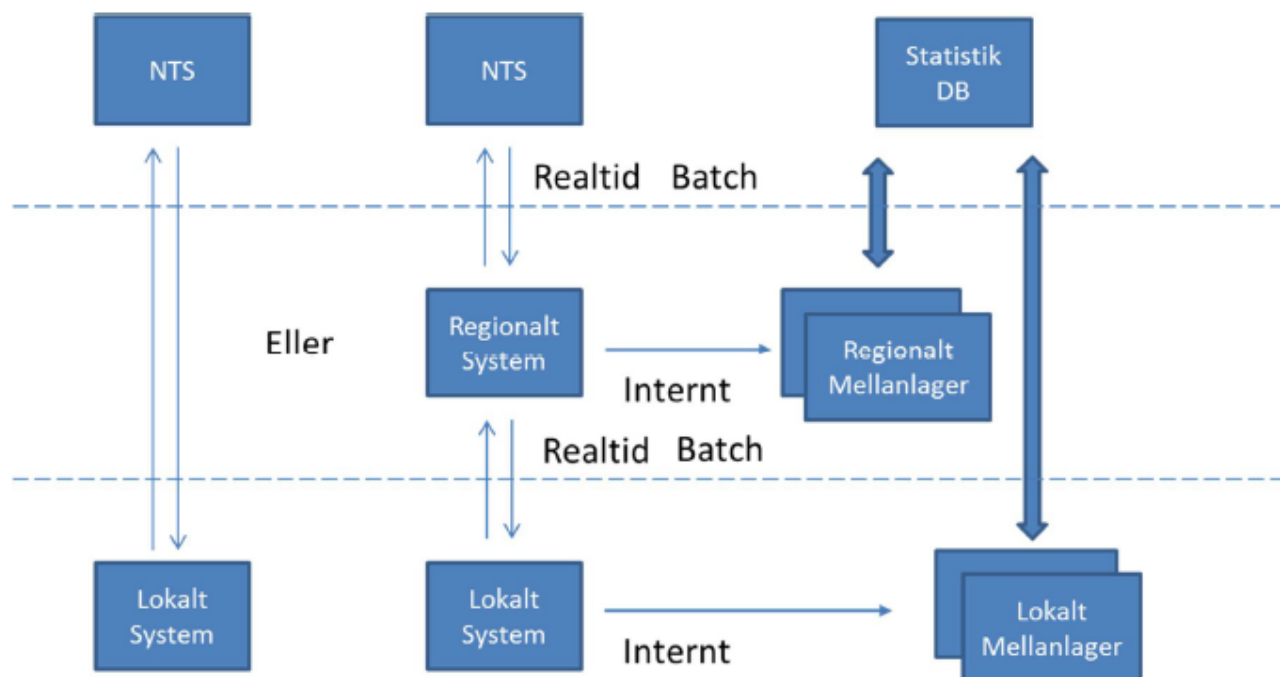 NTS
NTS
Statistik
DB
Realtid Batch
Eller
Regionalt
System
Regionalt
Mellanlager
Internt
Realtid Batch
Lokalt
System
Lokalt
System
Lokalt
Mellanlager
Internt